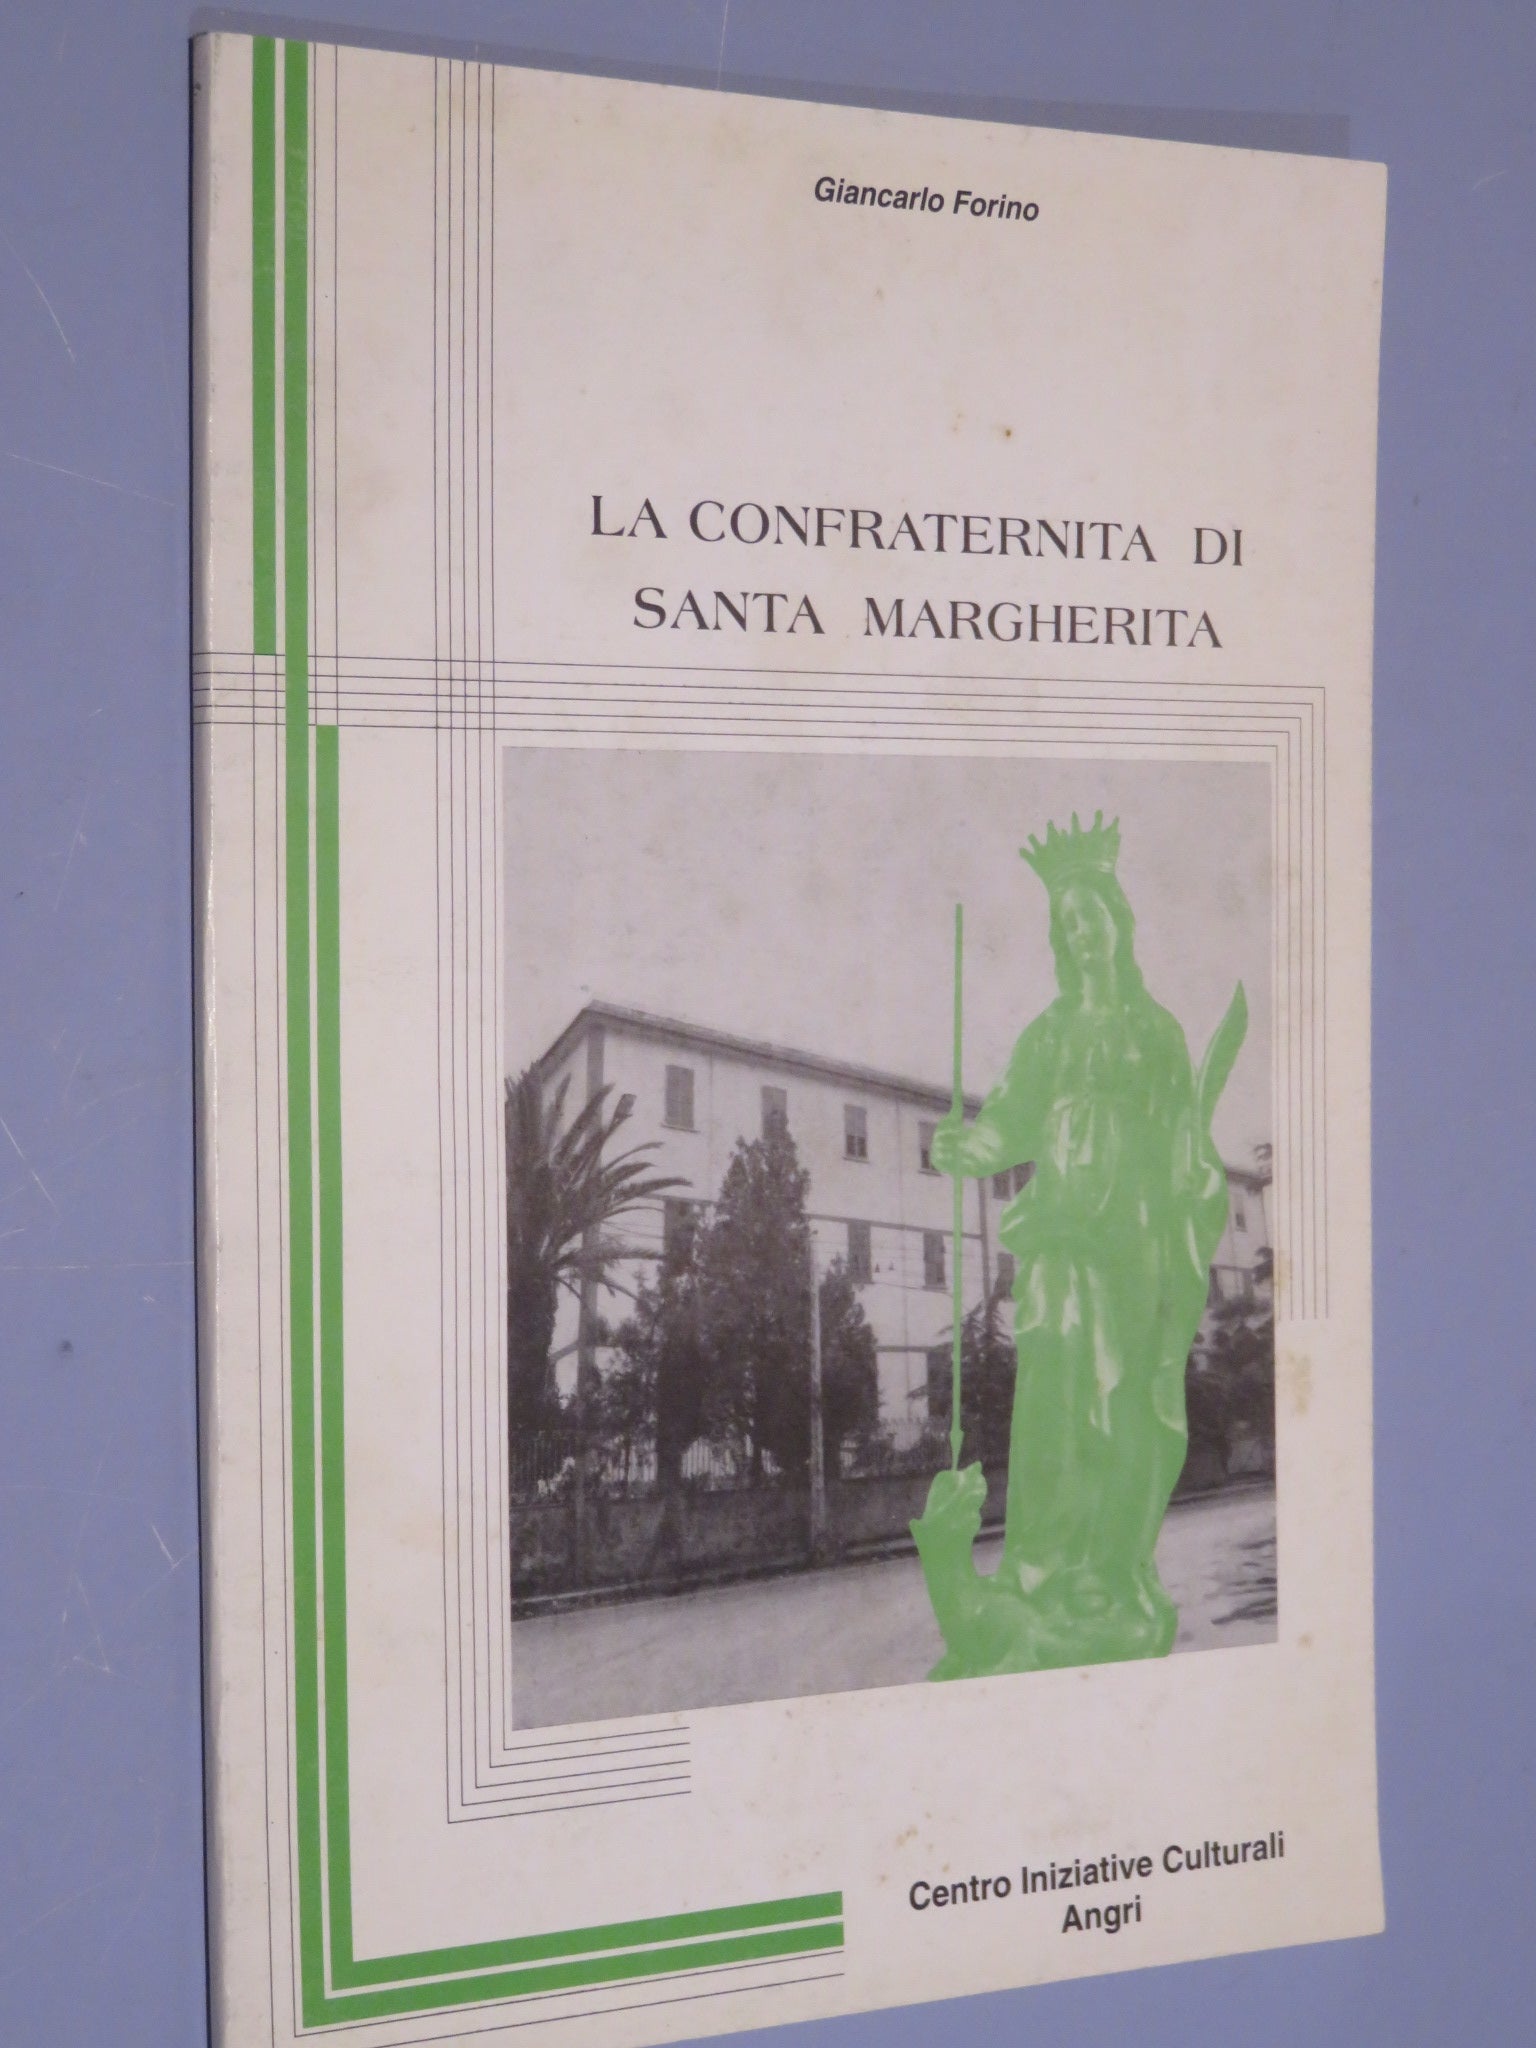 Giancarlo Forino
LA CONFRATERNITA DI
SANTA MARGHERITA
Centro Iniziative Culturali
Angri